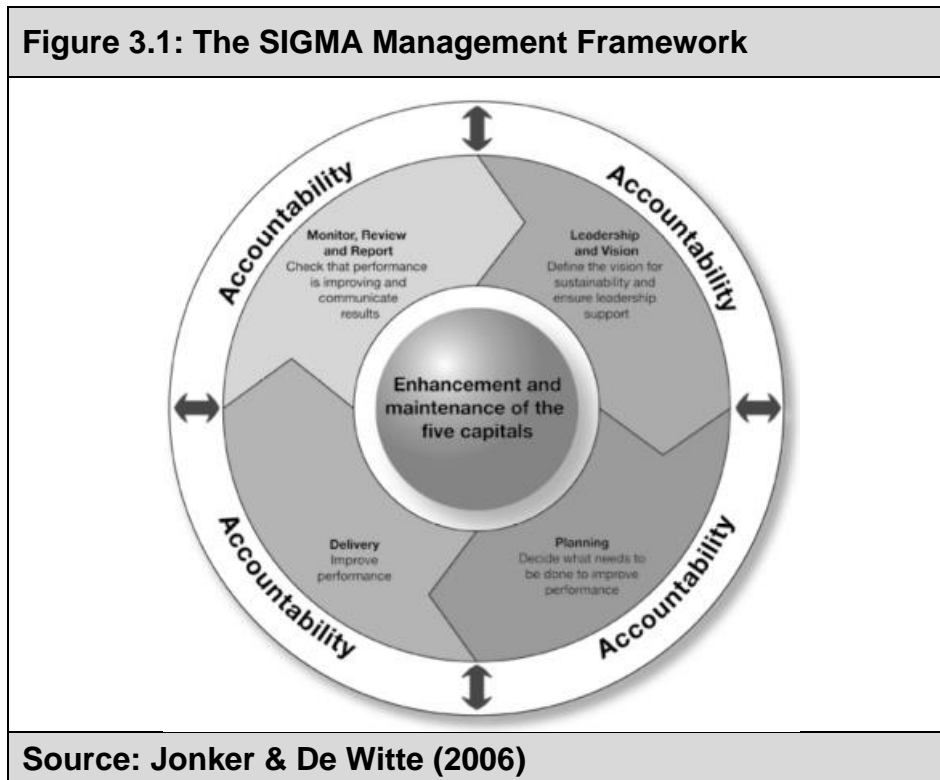 Figure 3.1: The SIGMA Management Framework
Accountability
Accountability
Monitor, Review
and Report
Check that performance
is improving and
communicate
results
Leadership
and Vision
Define the vision for
sustainability and
ensure leadership
support
Enhancement and
maintenance of the
five capitals
Delivery
Improve
performance
Planning
Decide what needs to
be done to improve
performance
Accountability
Accountability
Source: Jonker & De Witte (2006)